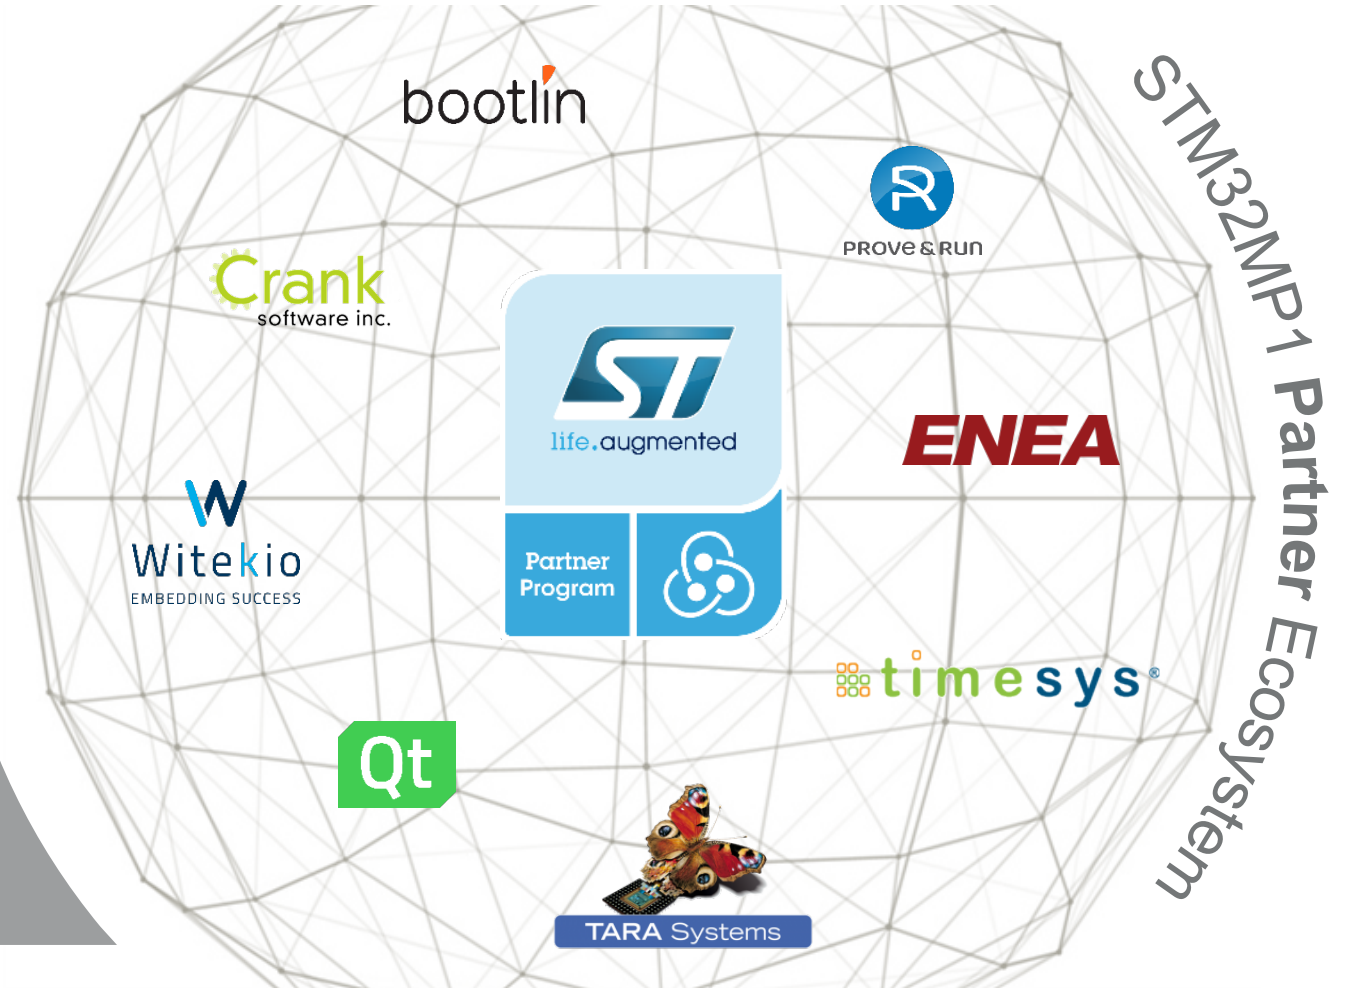 bootlin
PROVE & RUN
Crank
software inc.
ST
life.augmented
ENEA
W
Witekio
EMBEDDING SUCCESS
Partner
Program
timesys®
Qt
TARA Systems
STM32MP1 Partner Ecosystem